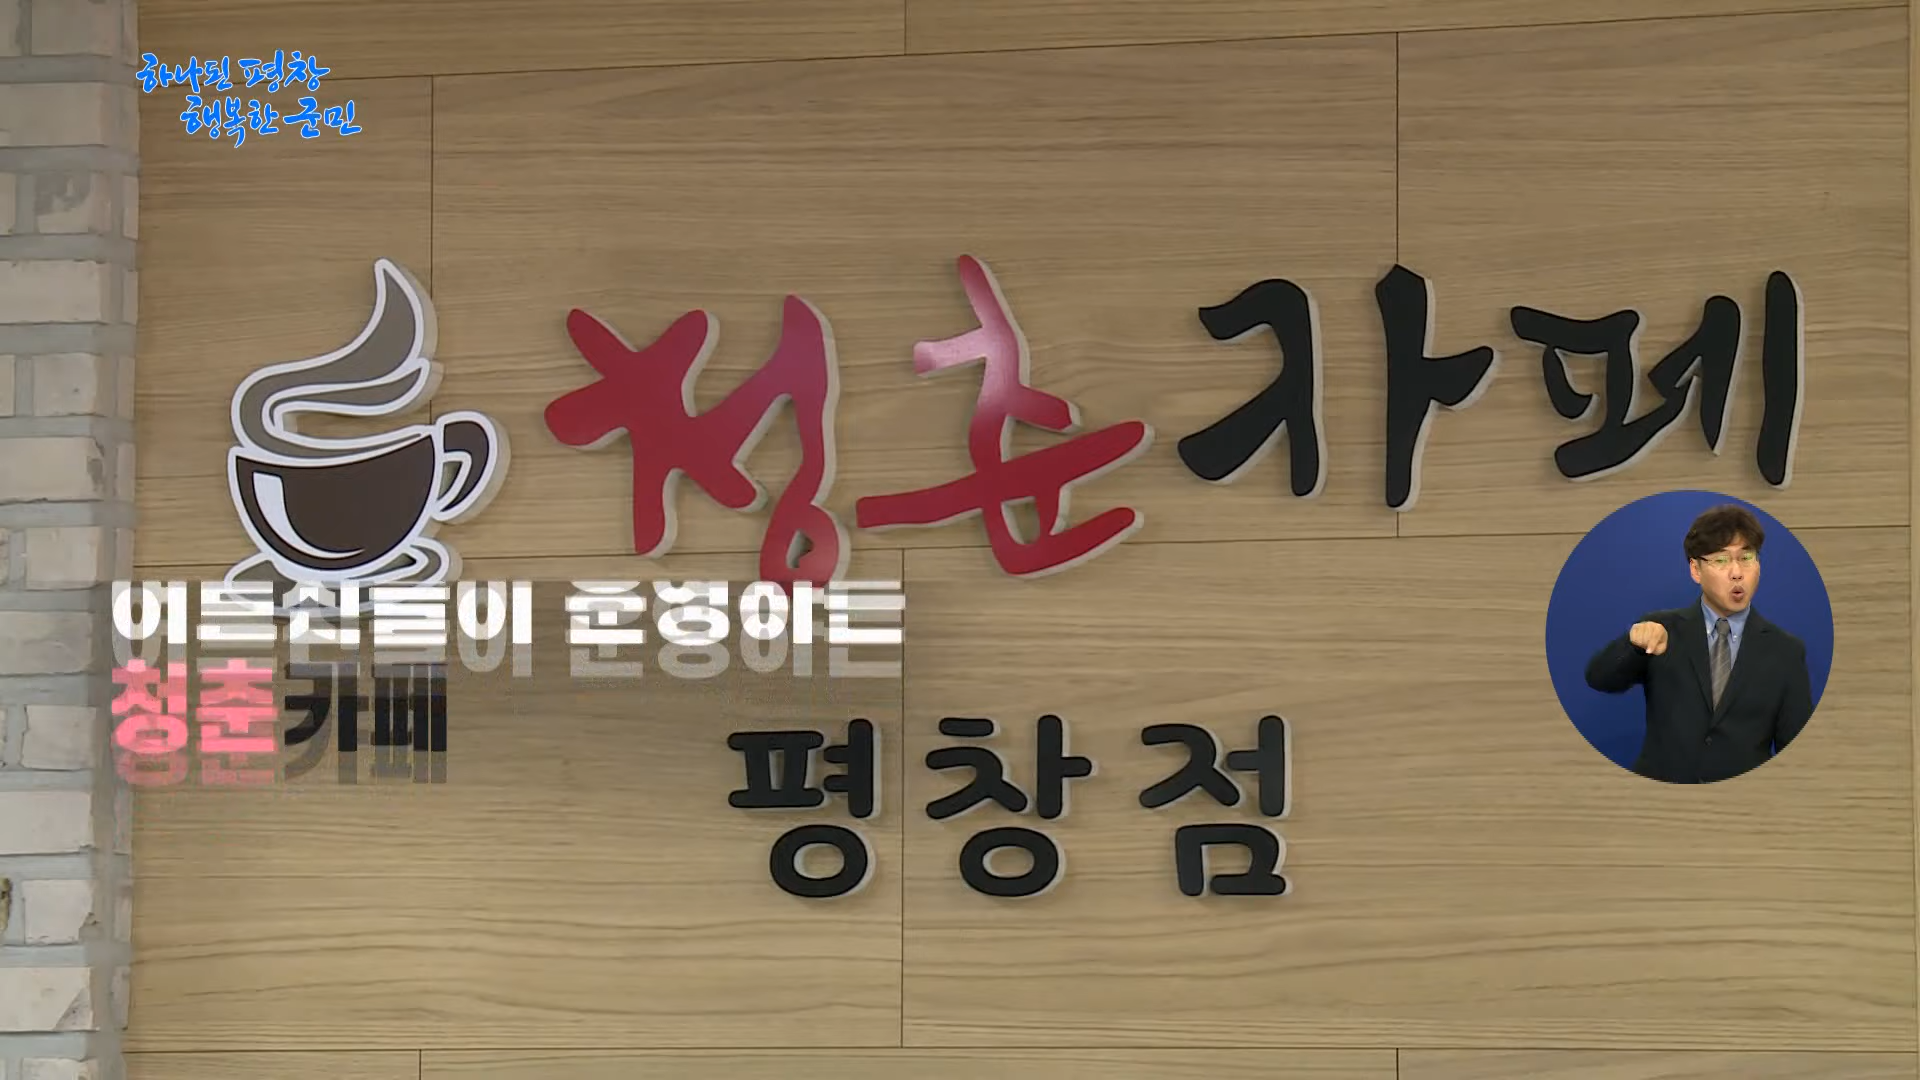 하나된 평창
행복한 군민
청춘카페
어르신들이 운영하는
청춘카페
평창점